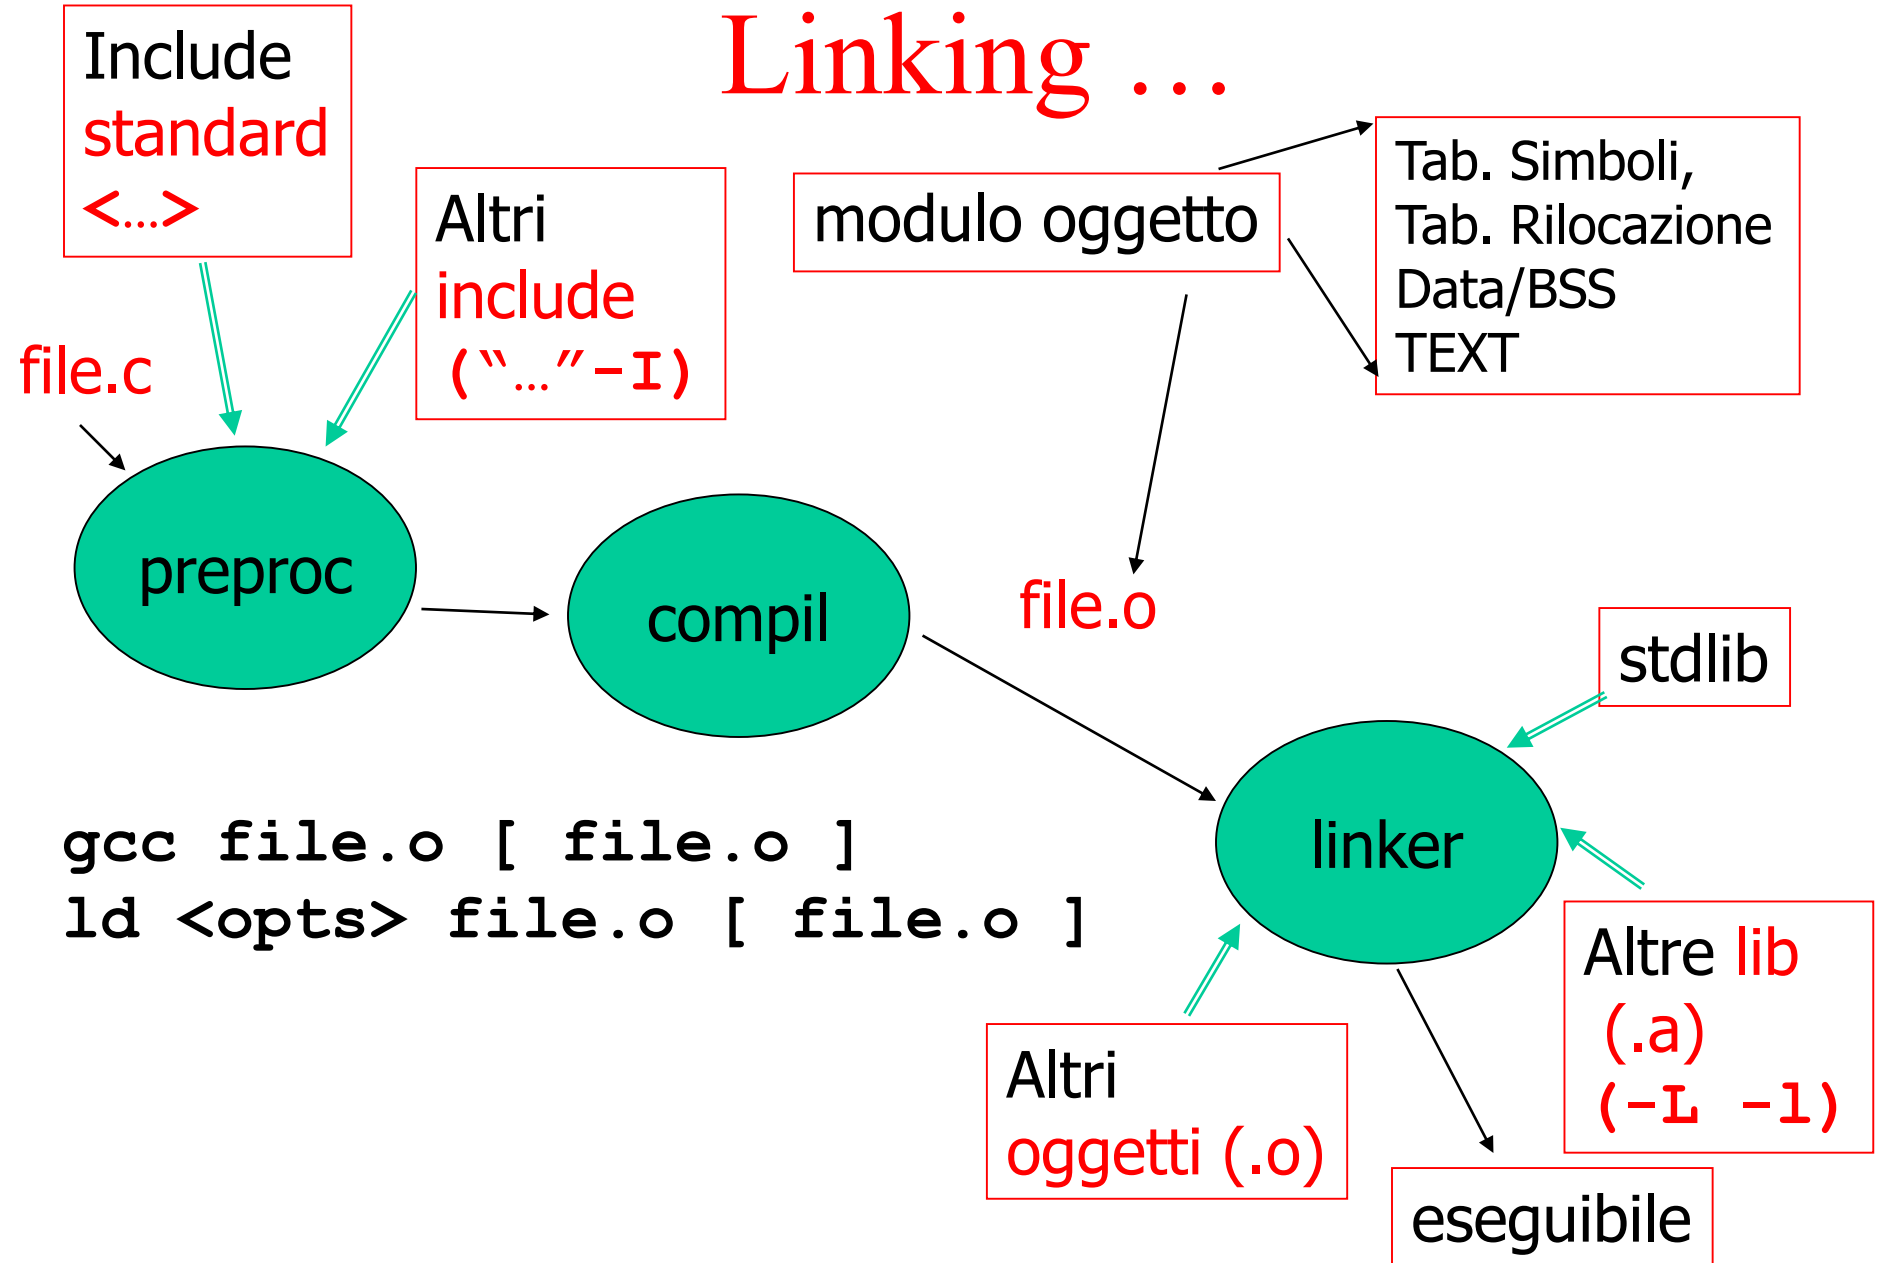 Linking …
Include
standard
<…>
Altri
include
(“…”-I)
modulo oggetto
Tab. Simboli,
Tab. Rilocazione
Data/BSS
TEXT
file.c
preproc
compil
file.o
stdlib
linker
gcc file.o [ file.o ]
ld <opts> file.o [ file.o ]
Altre lib
(.a)
(-L -l)
Altri
oggetti (.o)
eseguibile